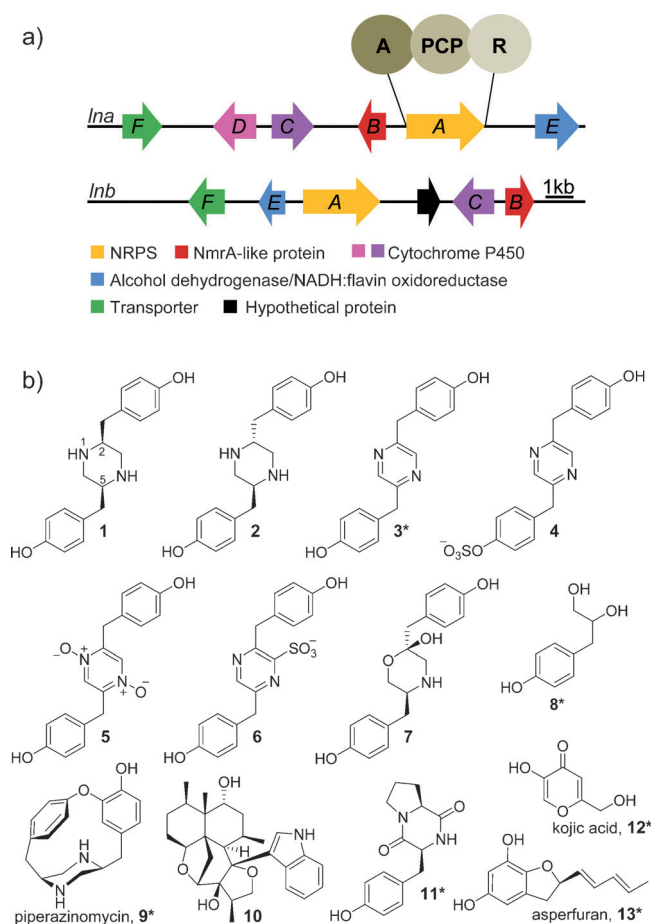 a)
A PCP R
lna
F D C B A E
lnb
F E A C B 1kb
NRPS NmrA-like protein Cytochrome P450
Alcohol dehydrogenase/NADH:flavin oxidoreductase
Transporter Hypothetical protein
b)
OH OH OH OH
1
HN 2 HN N N
NH NH N N
5
HO HO HO ⁻O₃SO
1 2 3* 4
OH OH OH HO
OH
O⁻ N⁺ N SO₃⁻ OH
N⁺ O⁻ N O NH
HO
HO HO HO 8*
5 6 7
OH OH O
O HO
NH N O O
H OH
N O NH kojic acid, 12*
H O H HO
N O HO O
H HO HO
piperazinomycin, 9* 10 11* asperfuran, 13*